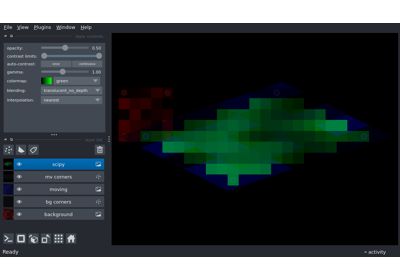 File View Plugins Window Help
opacity: 0.50
contrast limits:
auto-contrast: once continuous
gamma: 1.00
colormap: green
blending: translucent_no_depth
interpolation: nearest
scipy
mv corners
moving
bg corners
background
Ready
activity